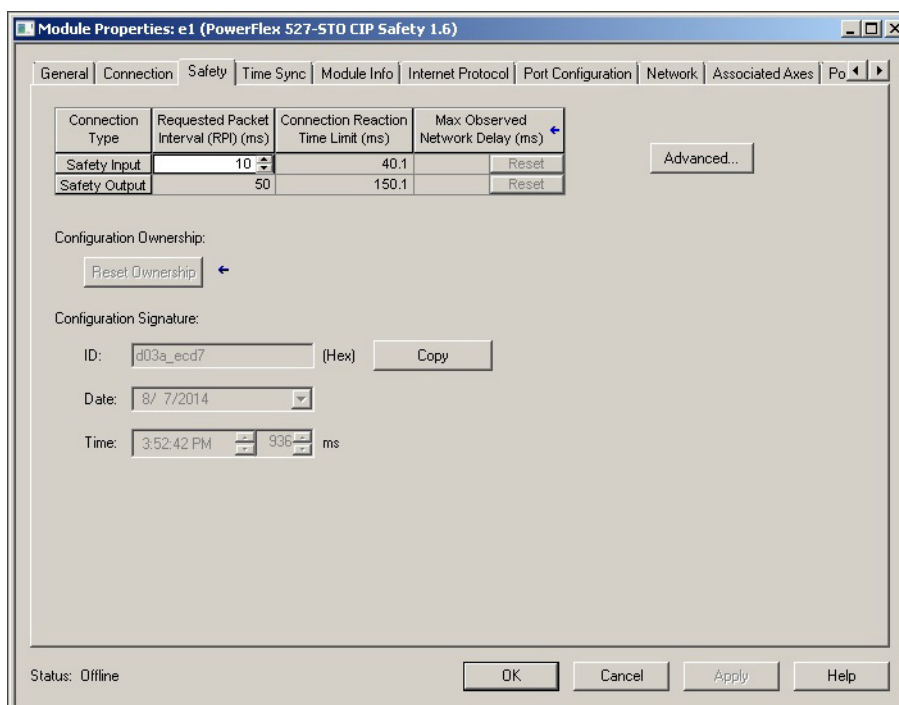 Module Properties: e1 (PowerFlex 527-STO CIP Safety 1.6)
General Connection Safety Time Sync Module Info Internet Protocol Port Configuration Network Associated Axes Po
Connection Type Requested Packet Interval (RPI) (ms) Connection Reaction Time Limit (ms) Max Observed Network Delay (ms)
Safety Input 10 40.1 Reset
Safety Output 50 150.1 Reset
Advanced...
Configuration Ownership:
Reset Ownership
Configuration Signature:
ID: d03a_ecd7 (Hex) Copy
Date: 8/ 7/2014
Time: 3:52:42 PM 936 ms
Status: Offline OK Cancel Apply Help